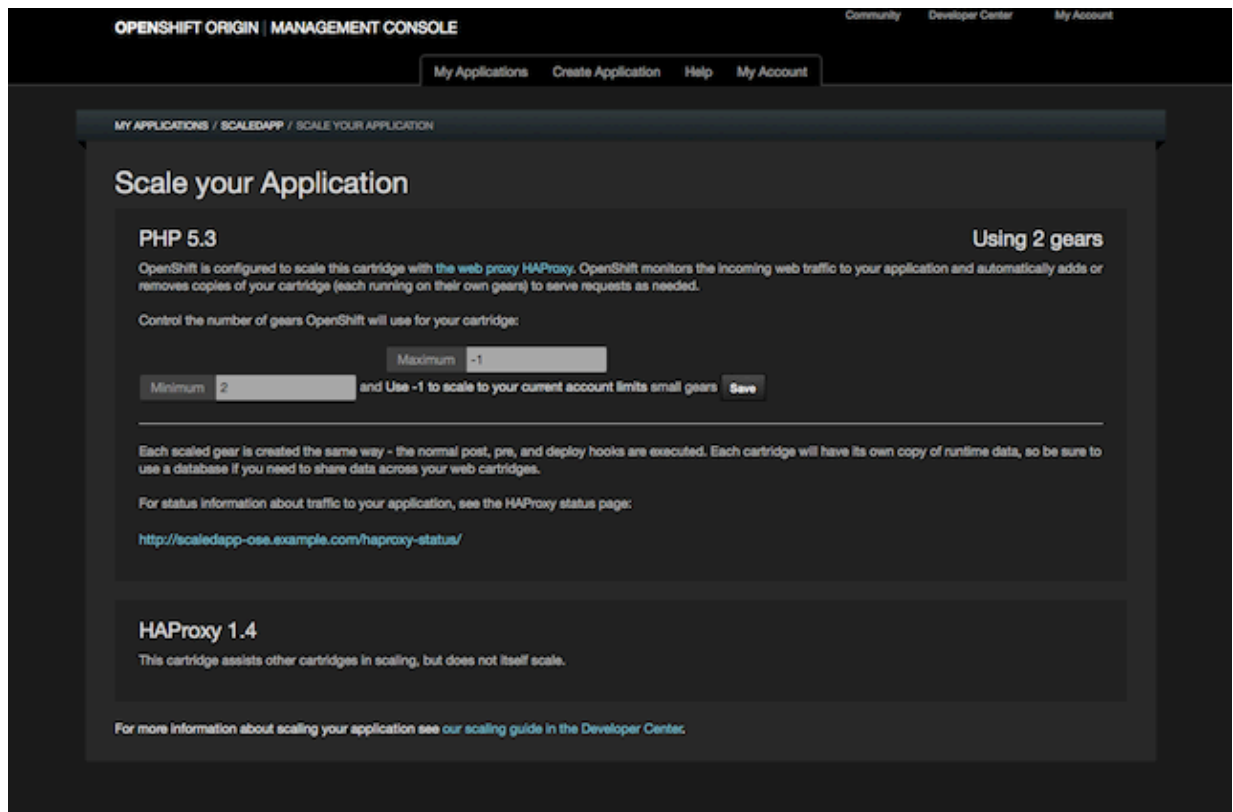 Community Developer Center My Account
OPENSHIFT ORIGIN | MANAGEMENT CONSOLE
My Applications Create Application Help My Account
MY APPLICATIONS / SCALEDAPP / SCALE YOUR APPLICATION
Scale your Application
PHP 5.3 Using 2 gears
OpenShift is configured to scale this cartridge with the web proxy HAProxy. OpenShift monitors the incoming web traffic to your application and automatically adds or
removes copies of your cartridge (each running on their own gears) to serve requests as needed.
Control the number of gears OpenShift will use for your cartridge:
Maximum -1
Minimum 2 and Use -1 to scale to your current account limits small gears Save
Each scaled gear is created the same way - the normal post, pre, and deploy hooks are executed. Each cartridge will have its own copy of runtime data, so be sure to
use a database if you need to share data across your web cartridges.
For status information about traffic to your application, see the HAProxy status page:
http://scaledapp-ose.example.com/haproxy-status/
HAProxy 1.4
This cartridge assists other cartridges in scaling, but does not itself scale.
For more information about scaling your application see our scaling guide in the Developer Center.